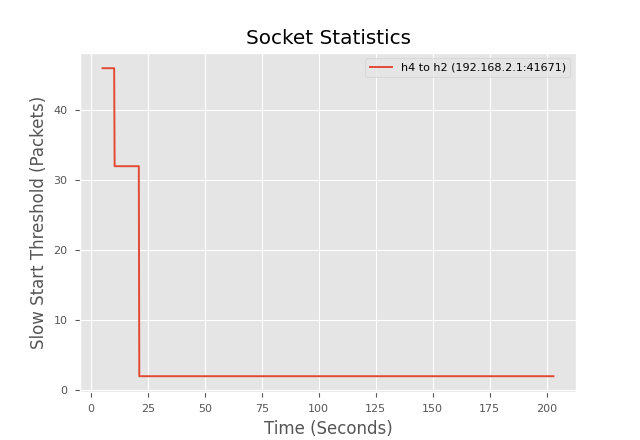 Socket Statistics
h4 to h2 (192.168.2.1:41671)
Slow Start Threshold (Packets)
40
30
20
10
0
0 25 50 75 100 125 150 175 200
Time (Seconds)